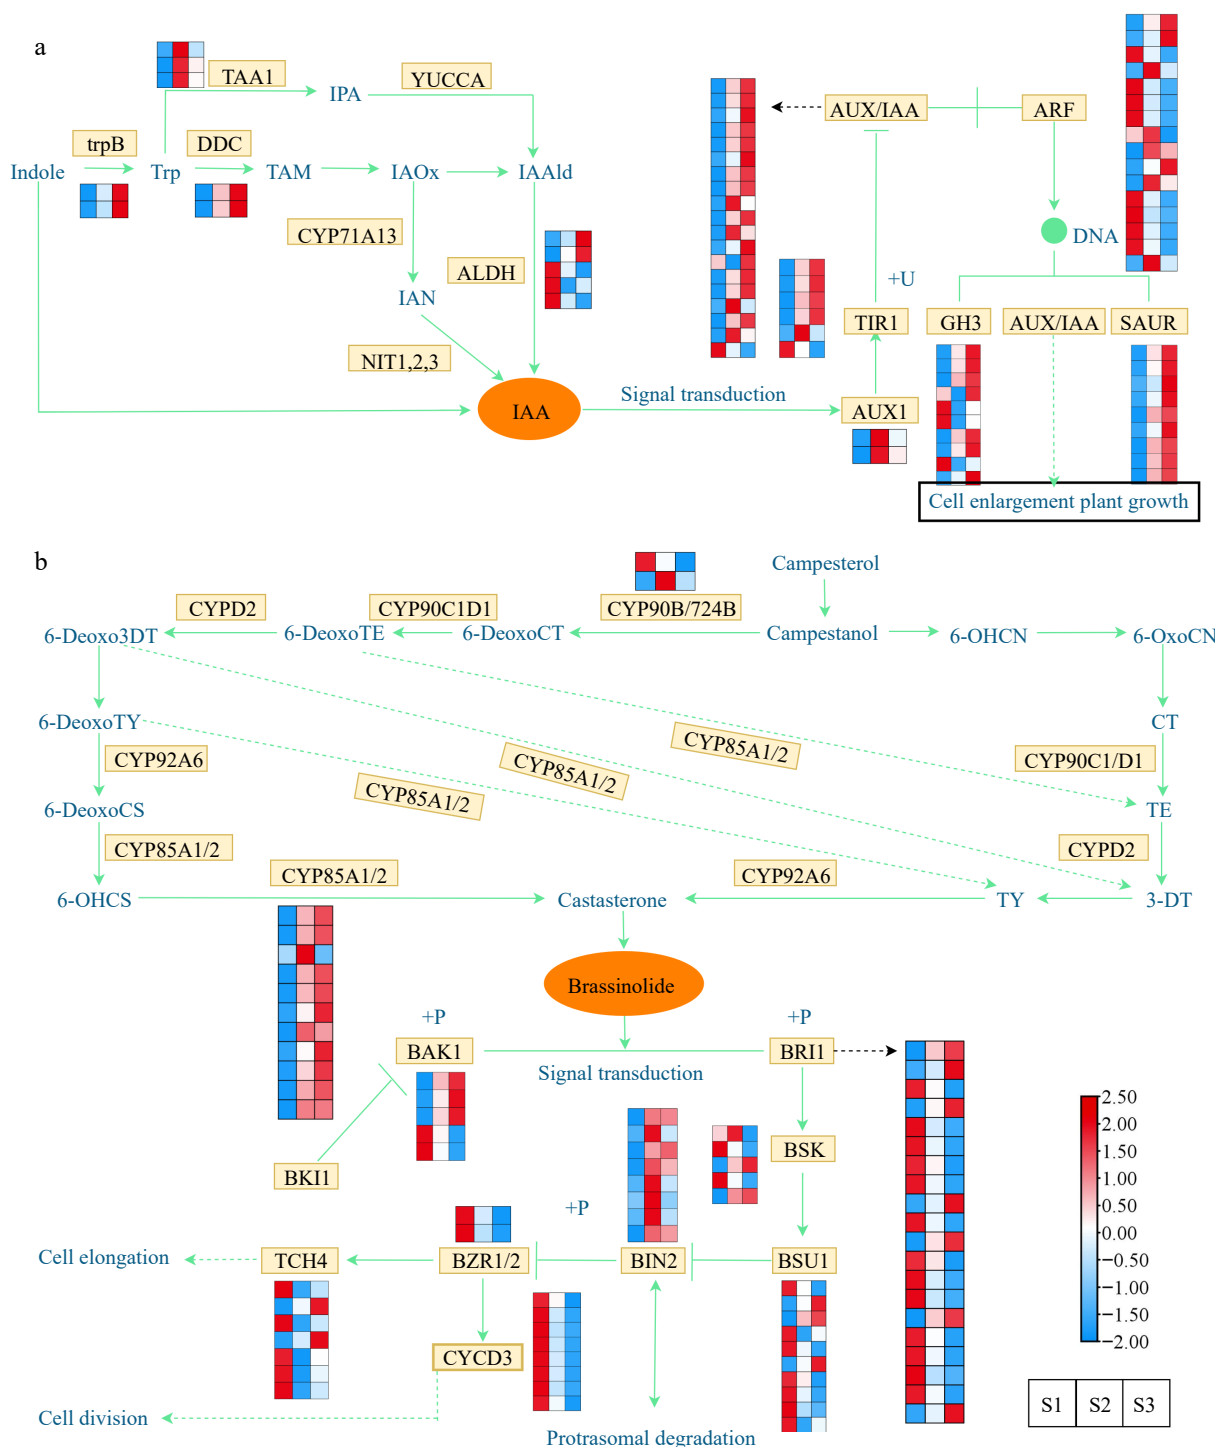 a
TAA1
IPA
YUCCA
AUX/IAA
ARF
trpB
DDC
Indole
Trp
TAM
IAOx
IAAld
CYP71A13
DNA
ALDH
+U
IAN
TIR1
GH3
AUX/IAA
SAUR
NIT1,2,3
Signal transduction
IAA
AUX1
Cell enlargement plant growth
b
Campesterol
CYPD2
CYP90C1D1
CYP90B/724B
6-Deoxo3DT
6-DeoxoTE
6-DeoxoCT
Campestanol
6-OHCN
6-OxoCN
6-DeoxoTY
CT
CYP92A6
CYP85A1/2
CYP85A1/2
CYP85A1/2
CYP90C1/D1
6-DeoxoCS
TE
CYP85A1/2
CYP85A1/2
CYP92A6
CYPD2
6-OHCS
Castasterone
TY
3-DT
Brassinolide
+P
+P
BAK1
BRI1
Signal transduction
2.50
2.00
1.50
1.00
0.50
0.00
−0.50
−1.00
−1.50
−2.00
BKI1
BSK
+P
Cell elongation
TCH4
BZR1/2
BIN2
BSU1
CYCD3
Cell division
Protrasomal degradation
S1
S2
S3